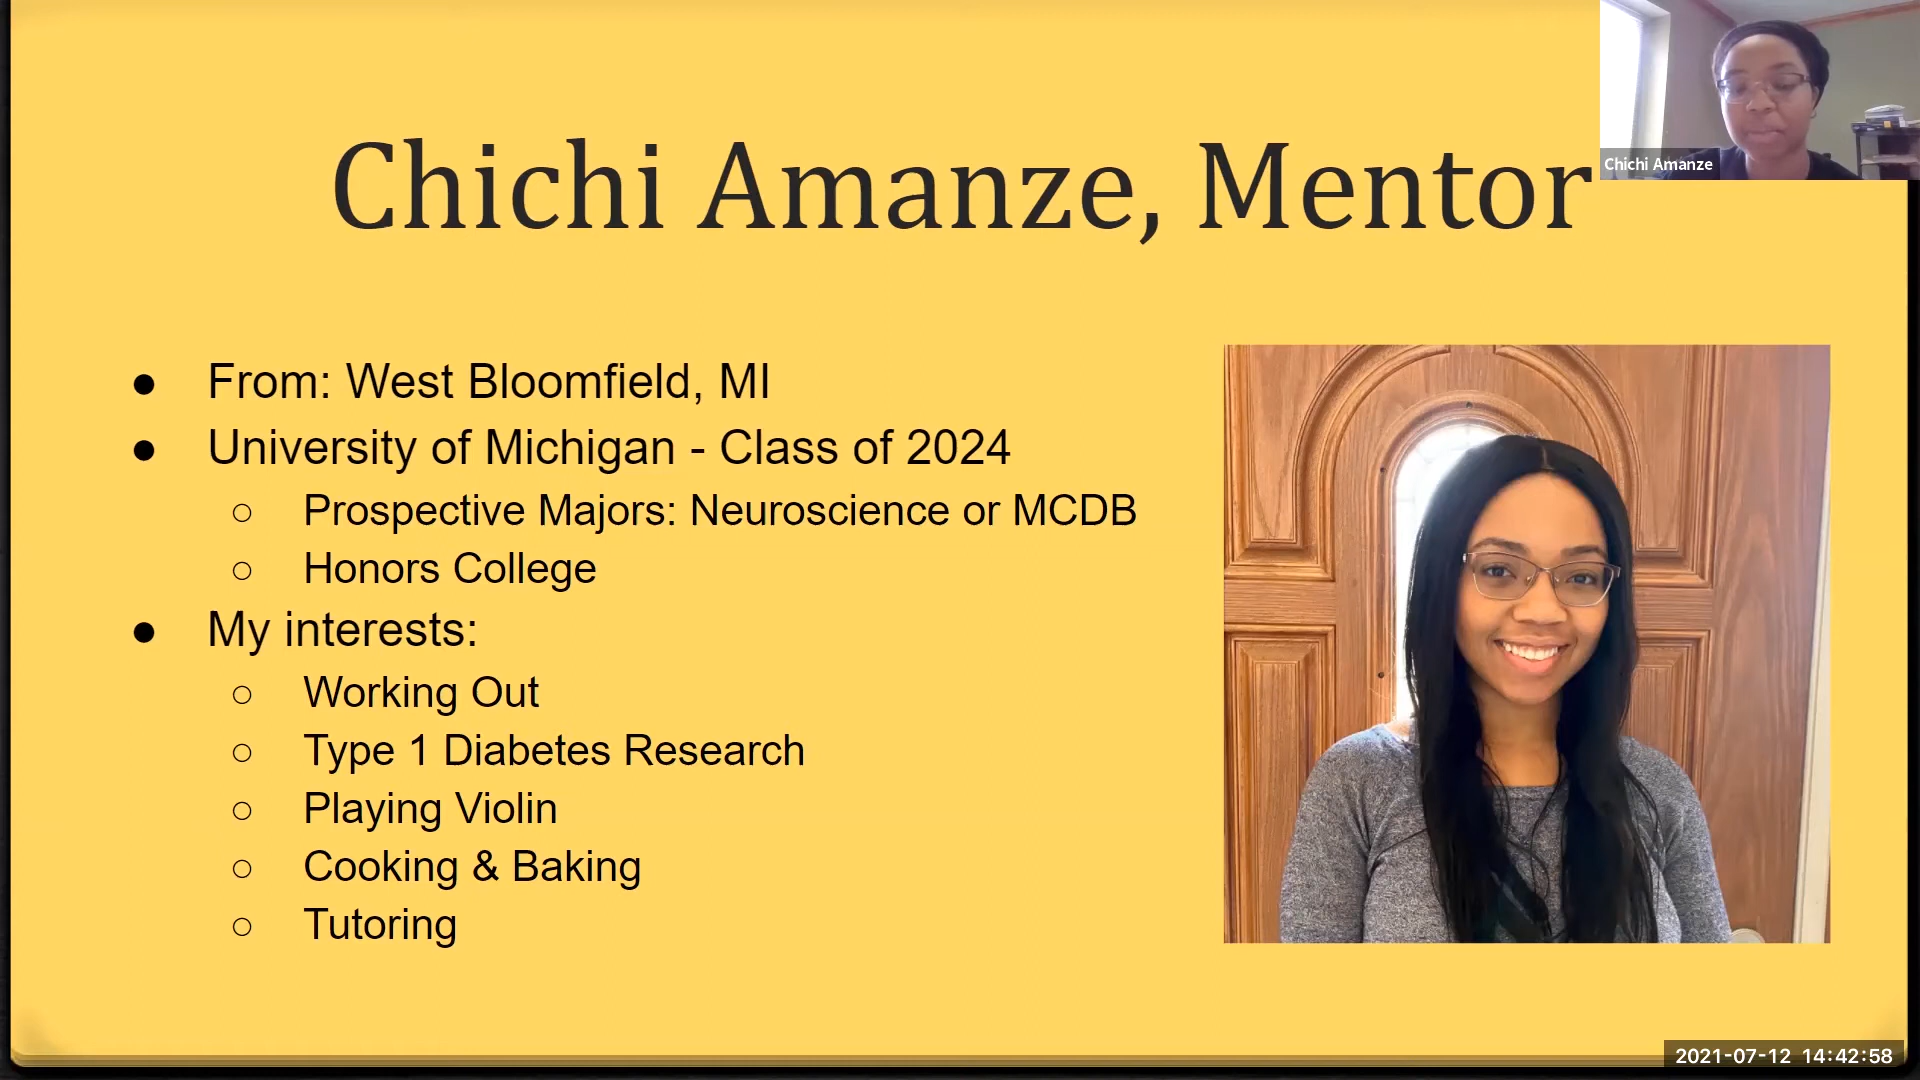 Chichi Amanze, Mentor
Chichi Amanze
● From: West Bloomfield, MI
● University of Michigan - Class of 2024
○ Prospective Majors: Neuroscience or MCDB
○ Honors College
● My interests:
○ Working Out
○ Type 1 Diabetes Research
○ Playing Violin
○ Cooking & Baking
○ Tutoring
2021-07-12 14:42:58